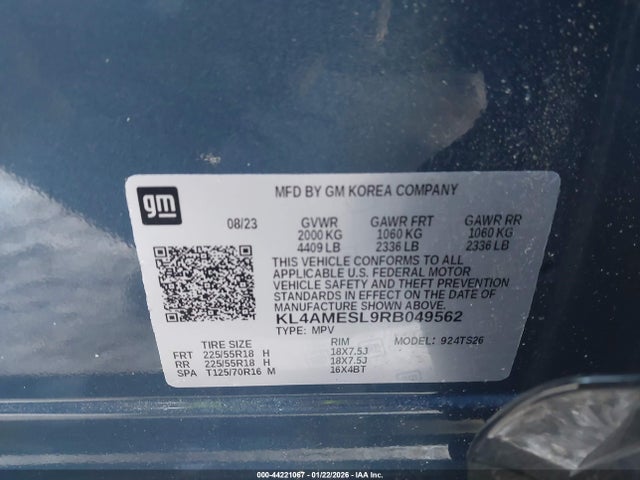 gm
MFD BY GM KOREA COMPANY
08/23 GVWR GAWR FRT GAWR RR
2000 KG 1060 KG 1060 KG
4409 LB 2336 LB 2336 LB
THIS VEHICLE CONFORMS TO ALL
APPLICABLE U.S. FEDERAL MOTOR
VEHICLE SAFETY AND THEFT PREVENTION
STANDARDS IN EFFECT ON THE DATE OF
MANUFACTURE SHOWN ABOVE.
KL4AMESL9RB049562
TYPE: MPV MODEL: 924TS26
TIRE SIZE RIM
FRT 225/55R18 H 18X7.5J
RR 225/55R18 H 18X7.5J
SPA T125/70R16 M 16X4BT
000-44221067 - 01/22/2026 - IAAI.COM